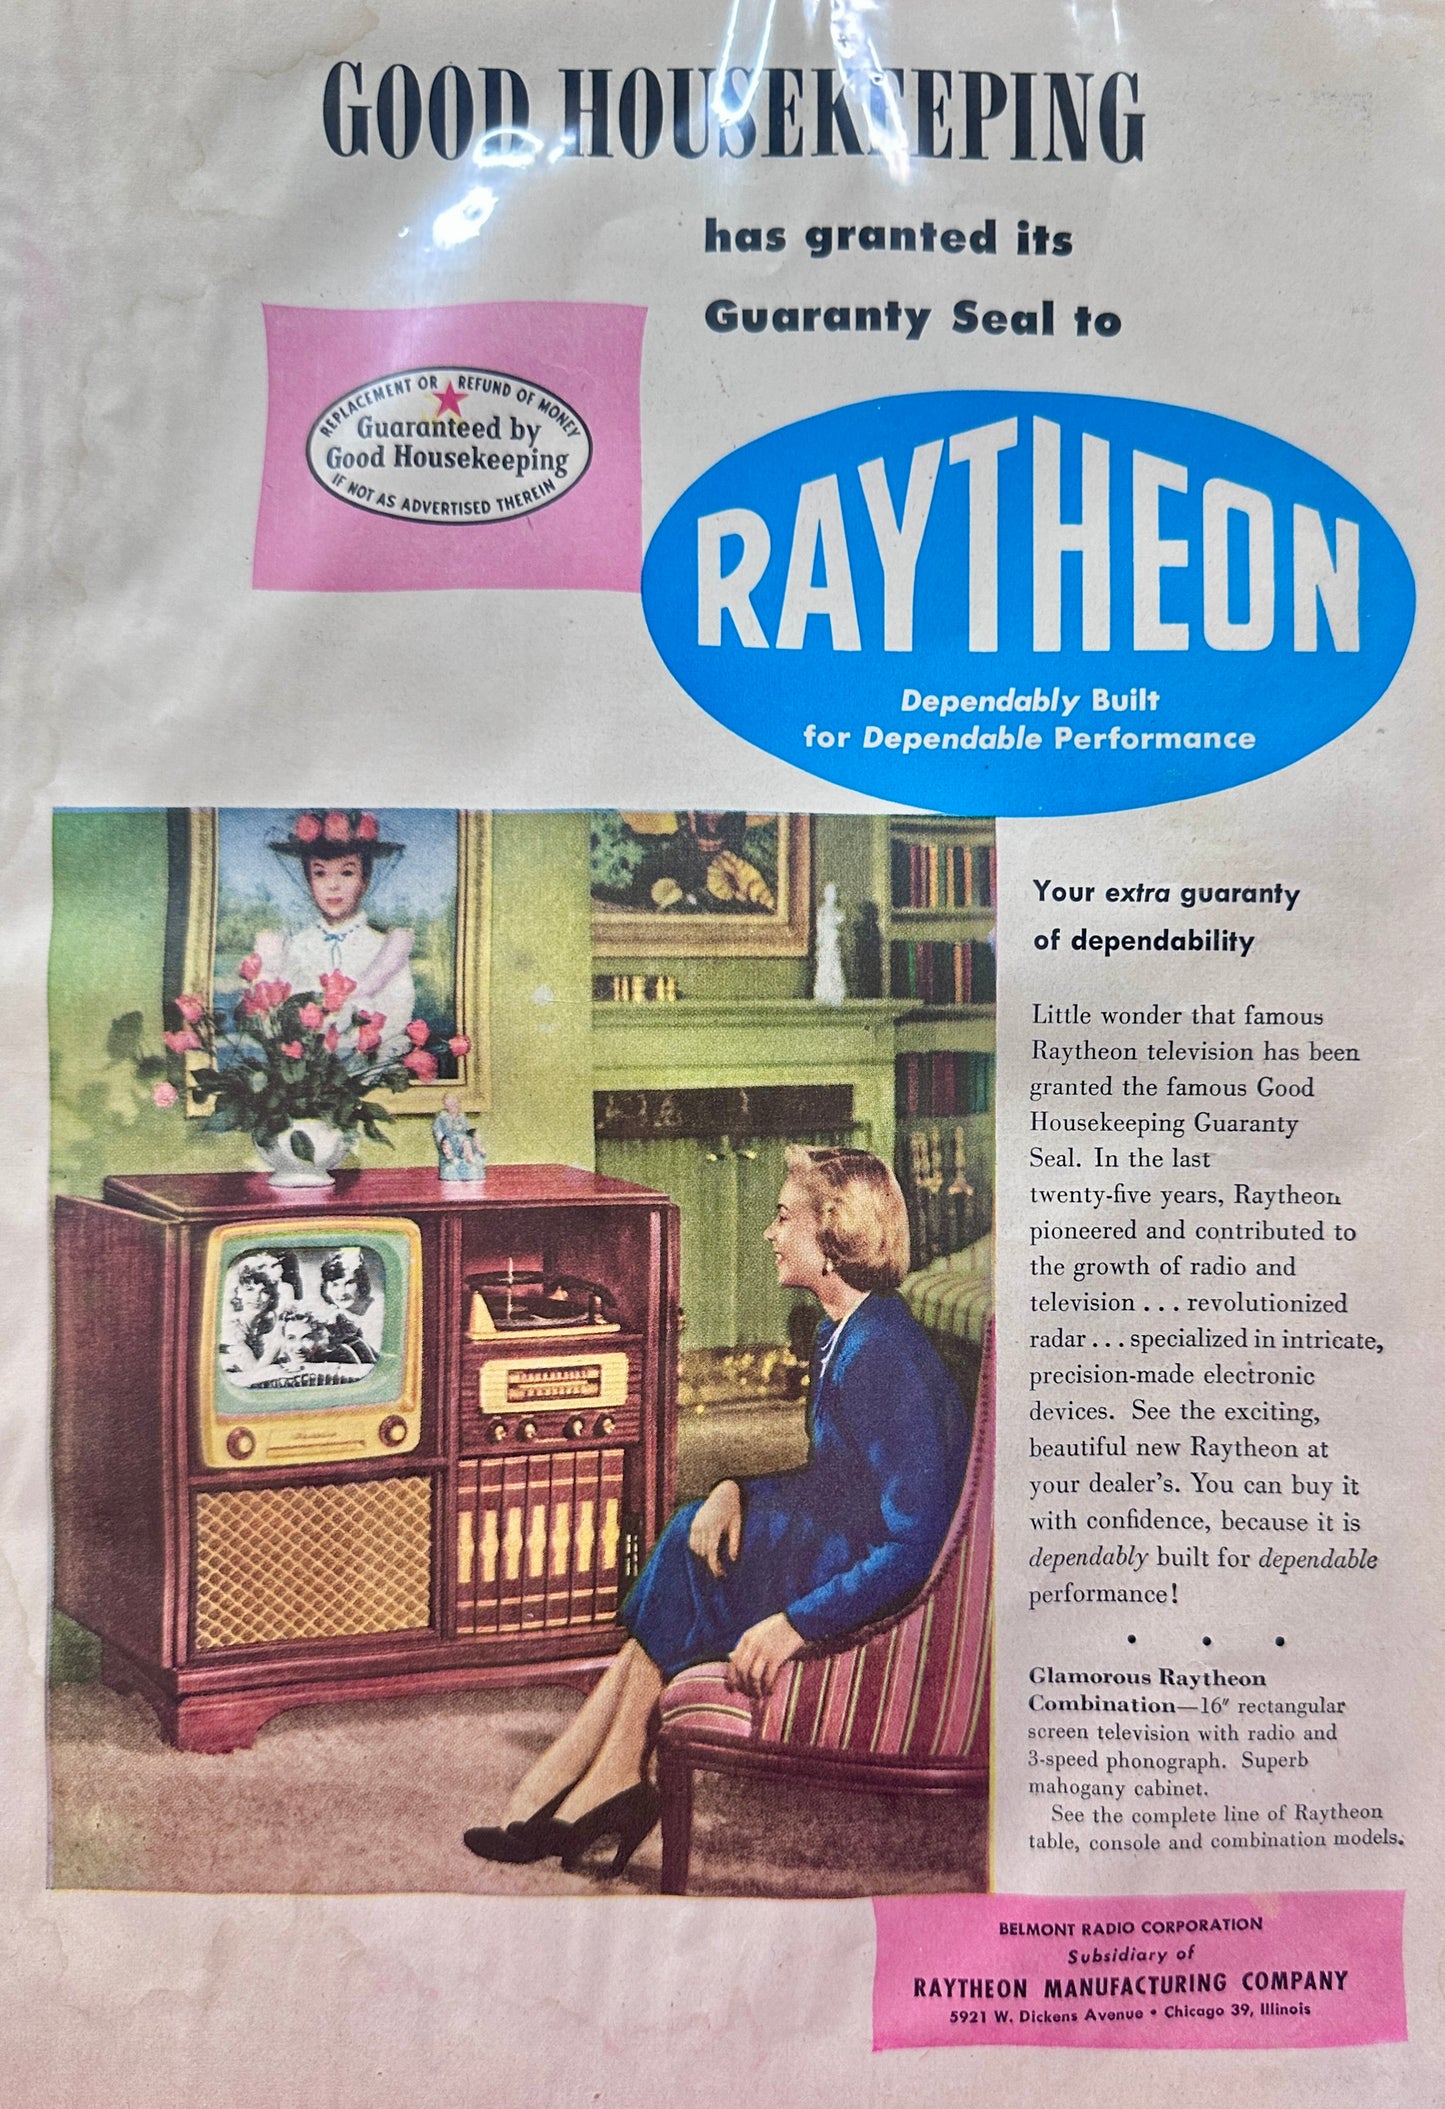 GOOD HOUSEKEEPING
has granted its
Guaranty Seal to
REPLACEMENT OR REFUND OF MONEY
Guaranteed by
Good Housekeeping
IF NOT AS ADVERTISED THEREIN
RAYTHEON
Dependably Built
for Dependable Performance
Your extra guaranty
of dependability
Little wonder that famous
Raytheon television has been
granted the famous Good
Housekeeping Guaranty
Seal. In the last
twenty-five years, Raytheon
pioneered and contributed to
the growth of radio and
television . . . revolutionized
radar . . . specialized in intricate,
precision-made electronic
devices. See the exciting,
beautiful new Raytheon at
your dealer's. You can buy it
with confidence, because it is
dependably built for dependable
performance!
• • •
Glamorous Raytheon
Combination—16" rectangular
screen television with radio and
3-speed phonograph. Superb
mahogany cabinet.
See the complete line of Raytheon
table, console and combination models.
BELMONT RADIO CORPORATION
Subsidiary of
RAYTHEON MANUFACTURING COMPANY
5921 W. Dickens Avenue • Chicago 39, Illinois